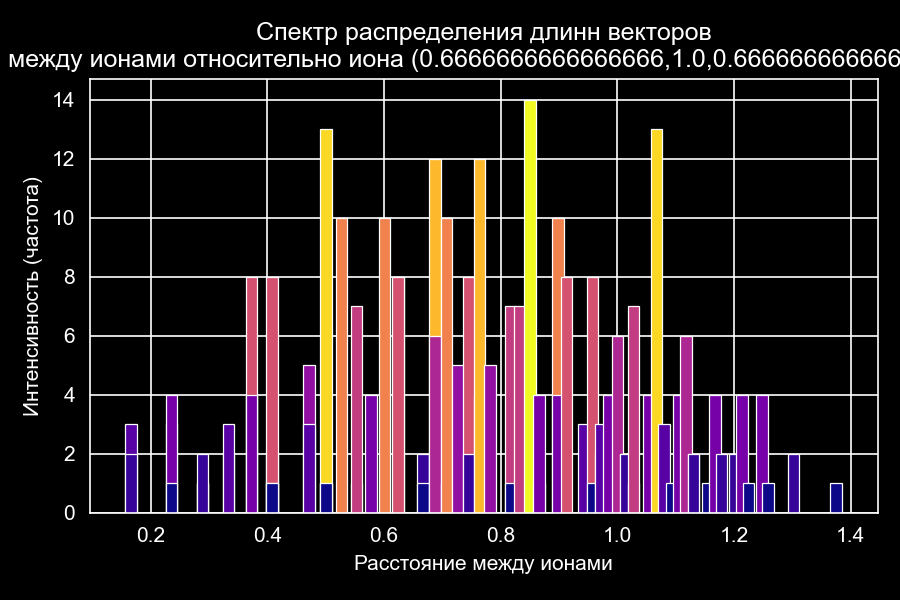 Спектр распределения длинн векторов
между ионами относительно иона (0.6666666666666666,1.0,0.666666666666
14
12
10
8
6
4
2
0
Интенсивность (частота)
0.2 0.4 0.6 0.8 1.0 1.2 1.4
Расстояние между ионами